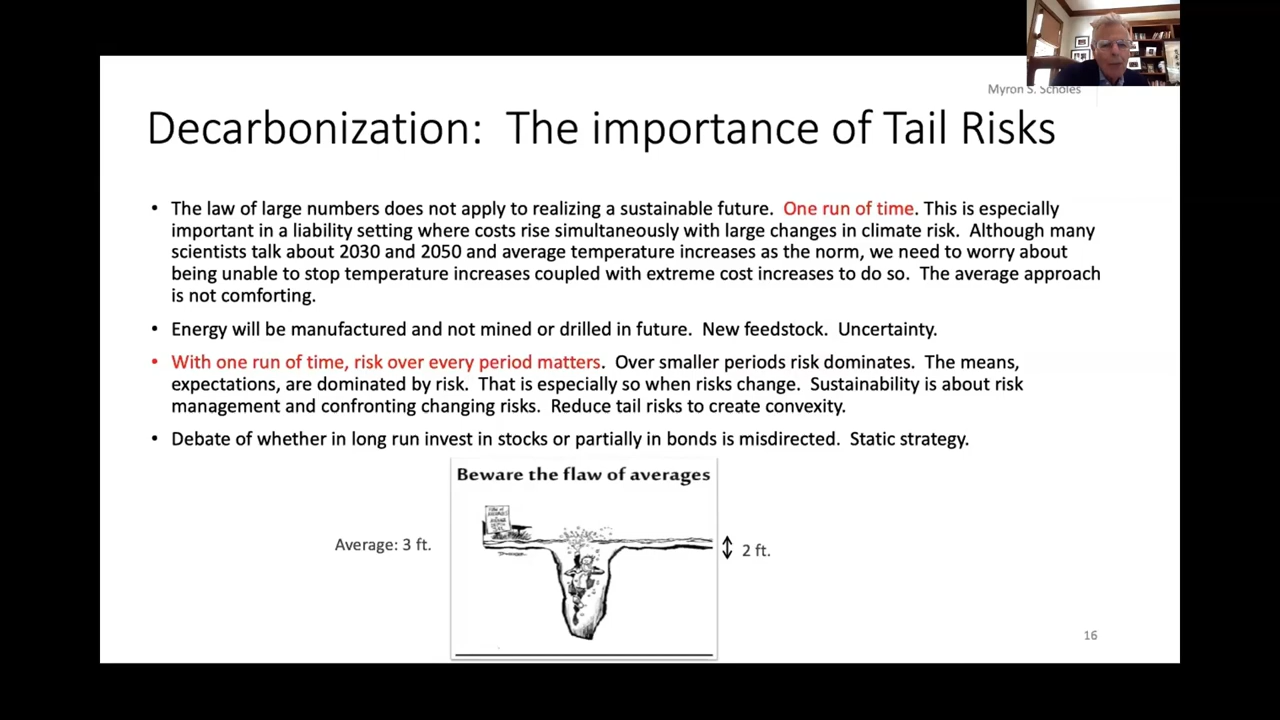 Myron S. Scholes
Decarbonization: The importance of Tail Risks
• The law of large numbers does not apply to realizing a sustainable future. One run of time. This is especially
important in a liability setting where costs rise simultaneously with large changes in climate risk. Although many
scientists talk about 2030 and 2050 and average temperature increases as the norm, we need to worry about
being unable to stop temperature increases coupled with extreme cost increases to do so. The average approach
is not comforting.
• Energy will be manufactured and not mined or drilled in future. New feedstock. Uncertainty.
• With one run of time, risk over every period matters. Over smaller periods risk dominates. The means,
expectations, are dominated by risk. That is especially so when risks change. Sustainability is about risk
management and confronting changing risks. Reduce tail risks to create convexity.
• Debate of whether in long run invest in stocks or partially in bonds is misdirected. Static strategy.
Beware the flaw of averages
Average: 3 ft.
2 ft.
16